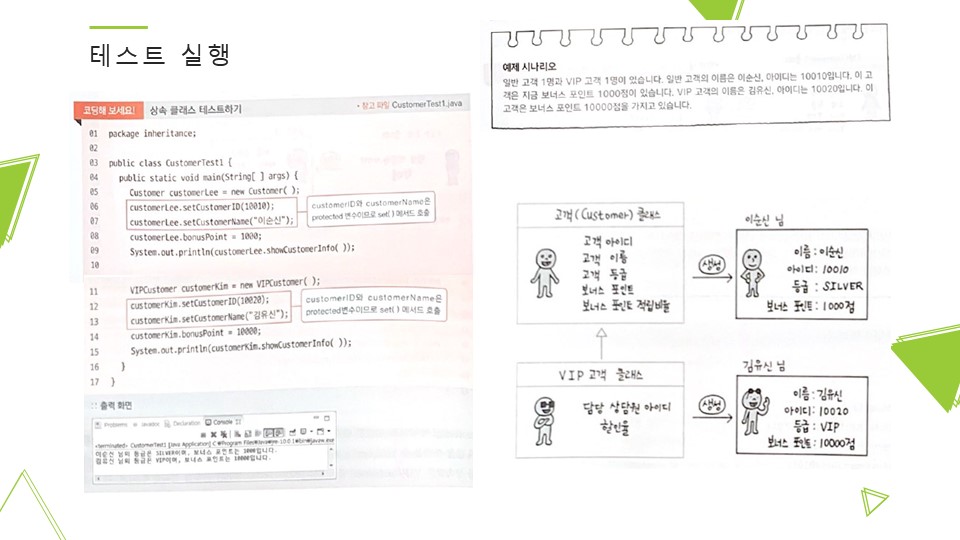 테스트 실행
코딩해 보세요! 상속 클래스 테스트하기 • 참고 파일 CustomerTest1.java
01 package inheritance;
02
03 public class CustomerTest1 {
04 public static void main(String[ ] args) {
05 Customer customerLee = new Customer( );
06 customerLee.setCustomerID(10010);
07 customerLee.setCustomerName("이순신");
customerID와 customerName은
protected 변수이므로 set( ) 메서드 호출
08 customerLee.bonusPoint = 1000;
09 System.out.println(customerLee.showCustomerInfo( ));
10
11 VIPCustomer customerKim = new VIPCustomer( );
12 customerKim.setCustomerID(10020);
13 customerKim.setCustomerName("김유신");
customerID와 customerName은
protected변수이므로 set( ) 메서드 호출
14 customerKim.bonusPoint = 10000;
15 System.out.println(customerKim.showCustomerInfo( ));
16 }
17 }
:: 출력 화면
Problems Javadoc Declaration Console
<terminated> CustomerTest1 [Java Application]
이순신 님의 등급은 SILVER이며, 보너스 포인트는 1000입니다.
김유신 님의 등급은 VIP이며, 보너스 포인트는 10000입니다.
예제 시나리오
일반 고객 1명과 VIP 고객 1명이 있습니다. 일반 고객의 이름은 이순신, 아이디는 10010입니다. 이 고
객은 지금 보너스 포인트 1000점이 있습니다. VIP 고객의 이름은 김유신, 아이디는 10020입니다. 이
고객은 보너스 포인트 10000점을 가지고 있습니다.
고객(Customer) 클래스
고객 아이디
고객 이름
고객 등급
보너스 포인트
보너스 포인트 적립비율
생성
이순신 님
이름 : 이순신
아이디 : 10010
등급 : SILVER
보너스 포인트 : 1000점
VIP 고객 클래스
담당 상담원 아이디
할인율
생성
김유신 님
이름 : 김유신
아이디 : 10020
등급 : VIP
보너스 포인트 : 10000점